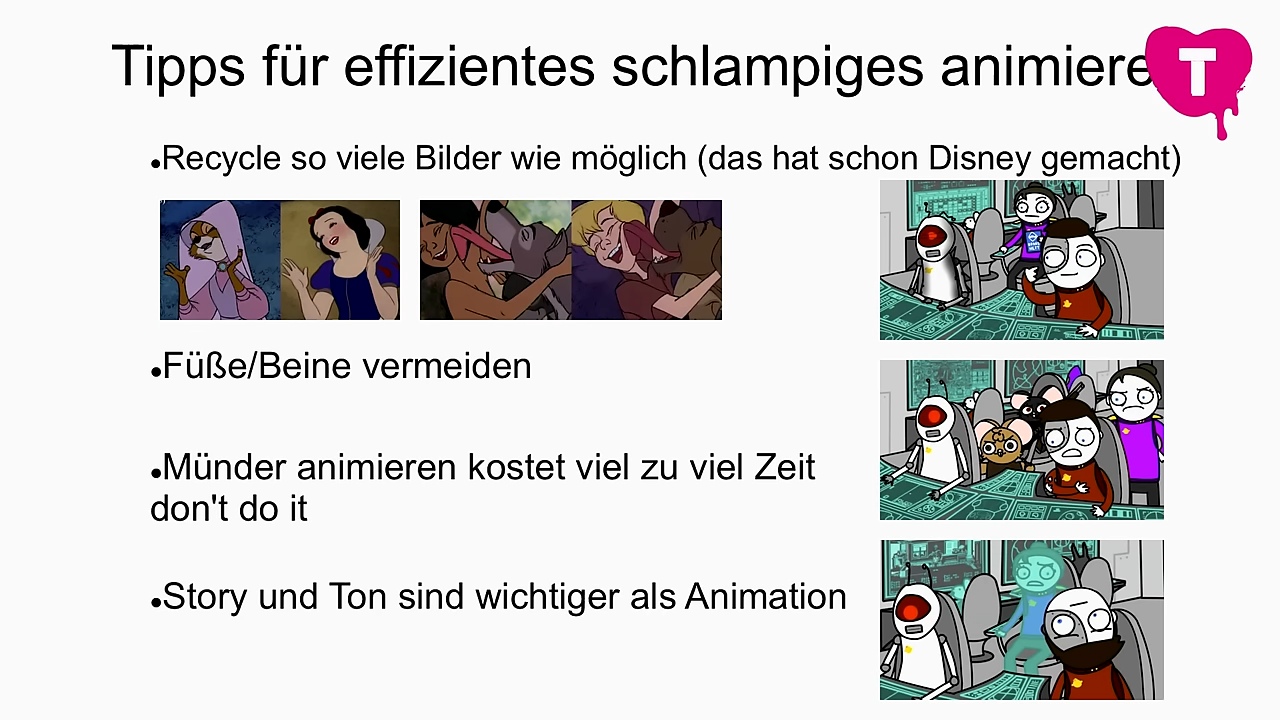 Tipps für effizientes schlampiges animiere
T
•Recycle so viele Bilder wie möglich (das hat schon Disney gemacht)
•Füße/Beine vermeiden
•Münder animieren kostet viel zu viel Zeit
don't do it
•Story und Ton sind wichtiger als Animation